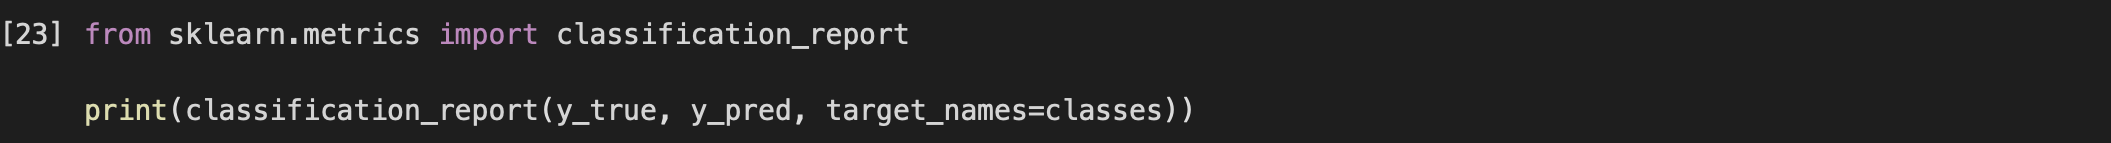 [23] from sklearn.metrics import classification_report
print(classification_report(y_true, y_pred, target_names=classes))